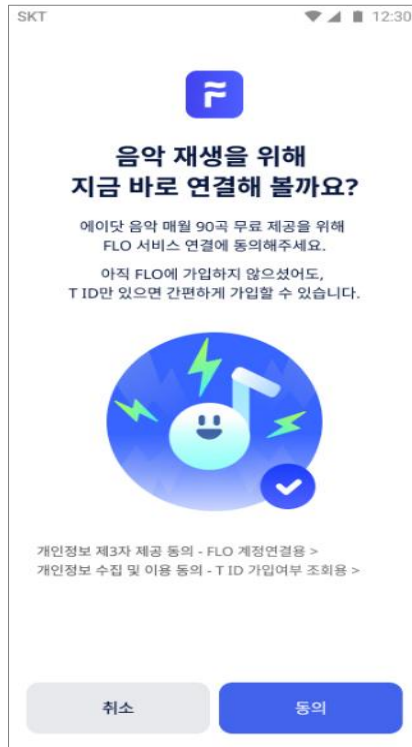 SKT 12:30
음악 재생을 위해
지금 바로 연결해 볼까요?
에이닷 음악 매월 90곡 무료 제공을 위해
FLO 서비스 연결에 동의해주세요.
아직 FLO에 가입하지 않으셨어도,
T ID만 있으면 간편하게 가입할 수 있습니다.
개인정보 제3자 제공 동의 - FLO 계정연결용 >
개인정보 수집 및 이용 동의 - T ID 가입여부 조회용 >
취소 동의